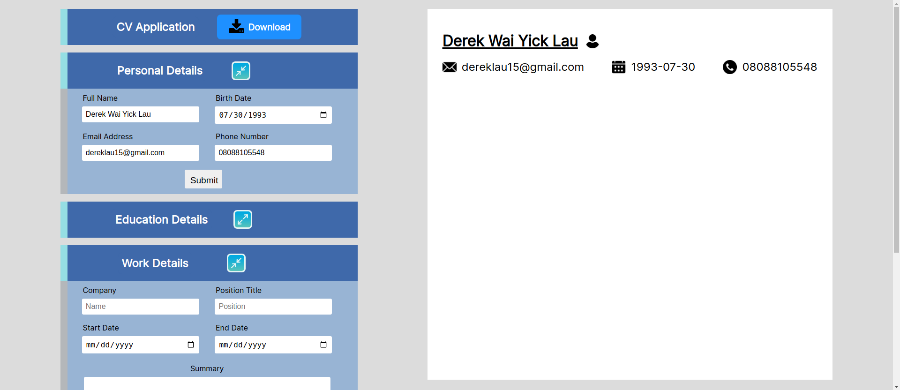 CV Application
Download
Personal Details
Full Name
Birth Date
Derek Wai Yick Lau
07/30/1993
Email Address
Phone Number
dereklau15@gmail.com
08088105548
Submit
Education Details
Work Details
Company
Position Title
Name
Position
Start Date
End Date
mm/dd/yyyy
mm/dd/yyyy
Summary
Derek Wai Yick Lau
dereklau15@gmail.com 1993-07-30 08088105548